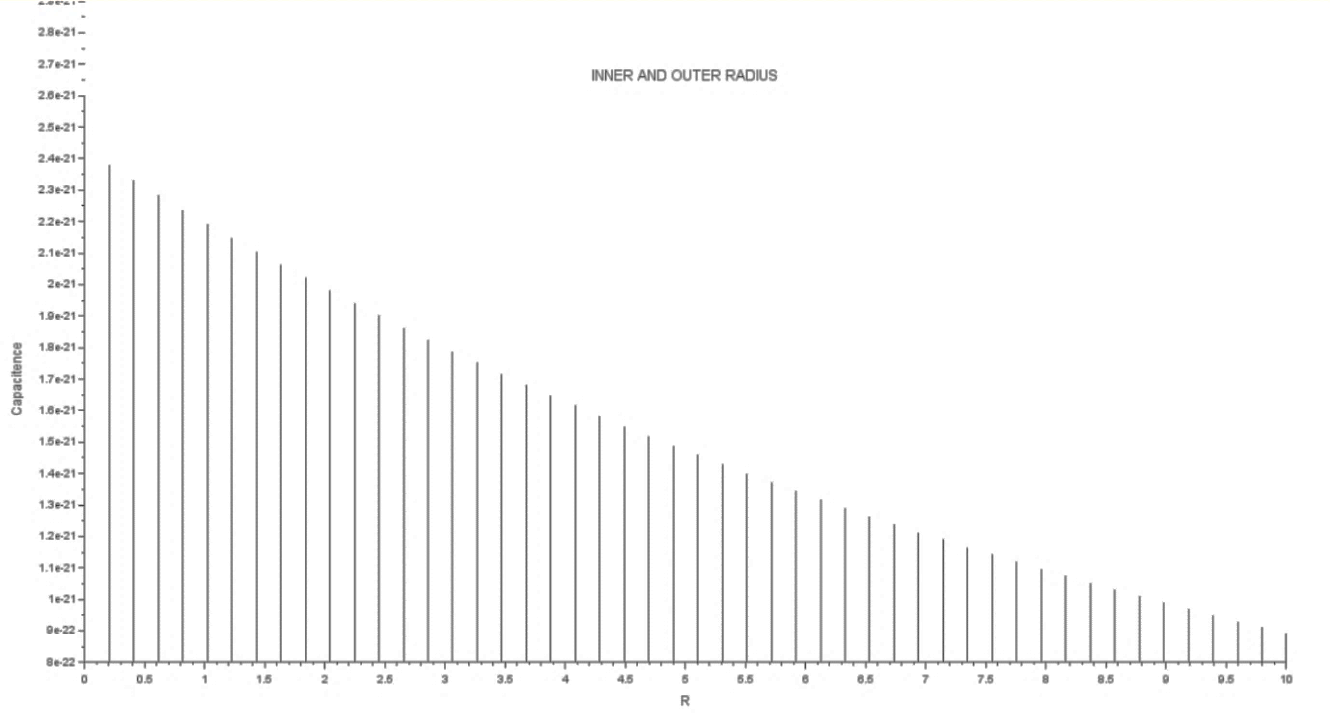 2.8e-21
2.7e-21
INNER AND OUTER RADIUS
2.6e-21
2.5e-21
2.4e-21
2.3e-21
2.2e-21
2.1e-21
2e-21
1.9e-21
1.8e-21
1.7e-21
1.6e-21
1.5e-21
1.4e-21
1.3e-21
1.2e-21
1.1e-21
1e-21
9e-22
8e-22
Capacitence
0 0.5 1 1.5 2 2.5 3 3.5 4 4.5 5 5.5 6 6.5 7 7.5 8 8.5 9 9.5 10
R